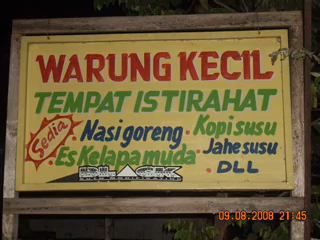 WARUNG KECIL
TEMPAT ISTIRAHAT
Sedia
Nasi goreng
Kopi susu
Es Kelapa muda
Jahe susu
DLL
BLACK
09.08.2008 21:45